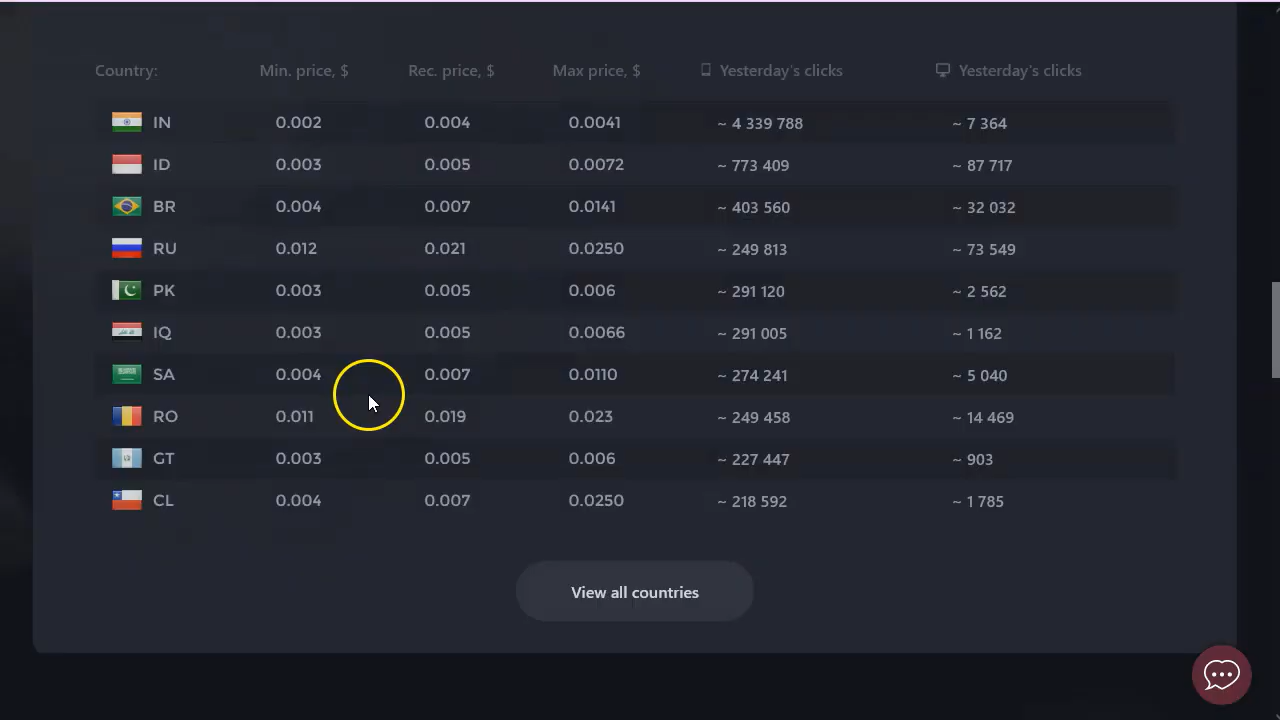 Country: Min. price, $ Rec. price, $ Max price, $ Yesterday's clicks Yesterday's clicks
IN 0.002 0.004 0.0041 ~ 4 339 788 ~ 7 364
ID 0.003 0.005 0.0072 ~ 773 409 ~ 87 717
BR 0.004 0.007 0.0141 ~ 403 560 ~ 32 032
RU 0.012 0.021 0.0250 ~ 249 813 ~ 73 549
PK 0.003 0.005 0.006 ~ 291 120 ~ 2 562
IQ 0.003 0.005 0.0066 ~ 291 005 ~ 1 162
SA 0.004 0.007 0.0110 ~ 274 241 ~ 5 040
RO 0.011 0.019 0.023 ~ 249 458 ~ 14 469
GT 0.003 0.005 0.006 ~ 227 447 ~ 903
CL 0.004 0.007 0.0250 ~ 218 592 ~ 1 785
View all countries